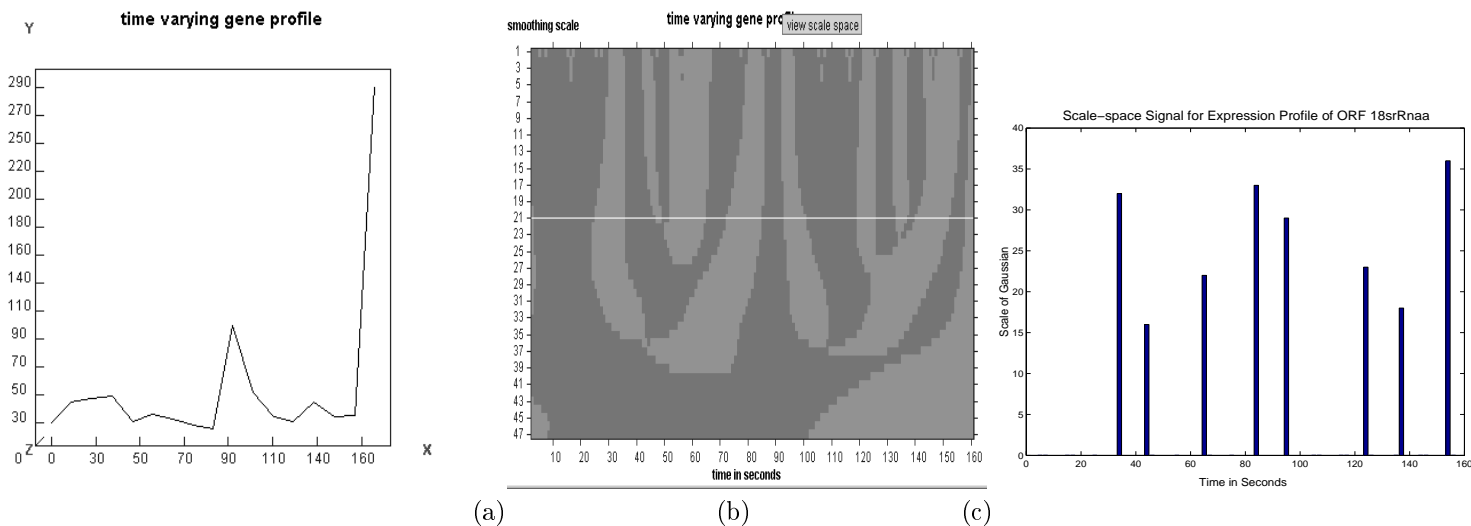 time varying gene profile
Y
290
270
250
220
200
180
160
140
110
90
70
50
30
Z
0
0 30 50 70 90 110 140 160
X
(a)
time varying gene prof
view scale space
smoothing scale
1
3
5
7
9
11
13
15
17
19
21
23
25
27
29
31
33
35
37
39
41
43
45
47
10 20 30 40 50 60 70 80 90 100 110 120 130 140 150 160
time in seconds
(b)
Scale-space Signal for Expression Profile of ORF 18srRnaa
40
35
30
25
20
15
10
5
0
Scale of Gaussian
0 20 40 60 80 100 120 140 160
Time in Seconds
(c)